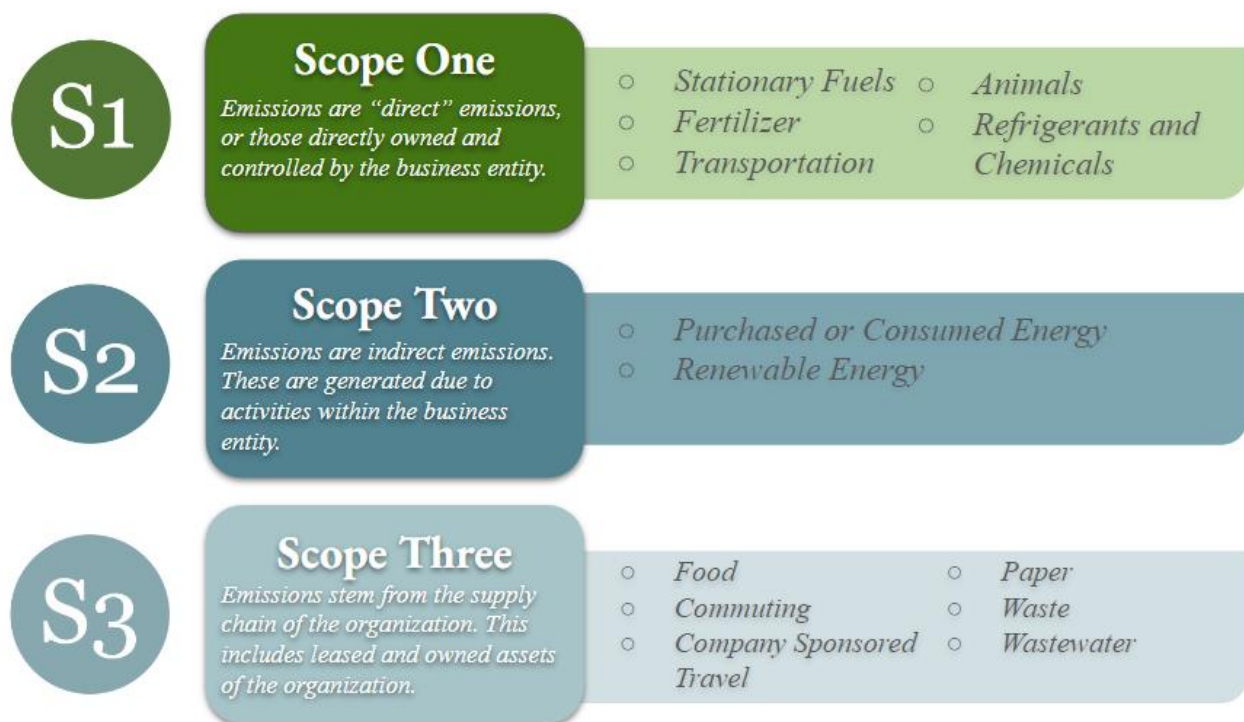 S1
Scope One
Emissions are “direct” emissions,
or those directly owned and
controlled by the business entity.
○ Stationary Fuels
○ Fertilizer
○ Transportation
○ Animals
○ Refrigerants and
Chemicals
S2
Scope Two
Emissions are indirect emissions.
These are generated due to
activities within the business
entity.
○ Purchased or Consumed Energy
○ Renewable Energy
S3
Scope Three
Emissions stem from the supply
chain of the organization. This
includes leased and owned assets
of the organization.
○ Food
○ Commuting
○ Company Sponsored
Travel
○ Paper
○ Waste
○ Wastewater